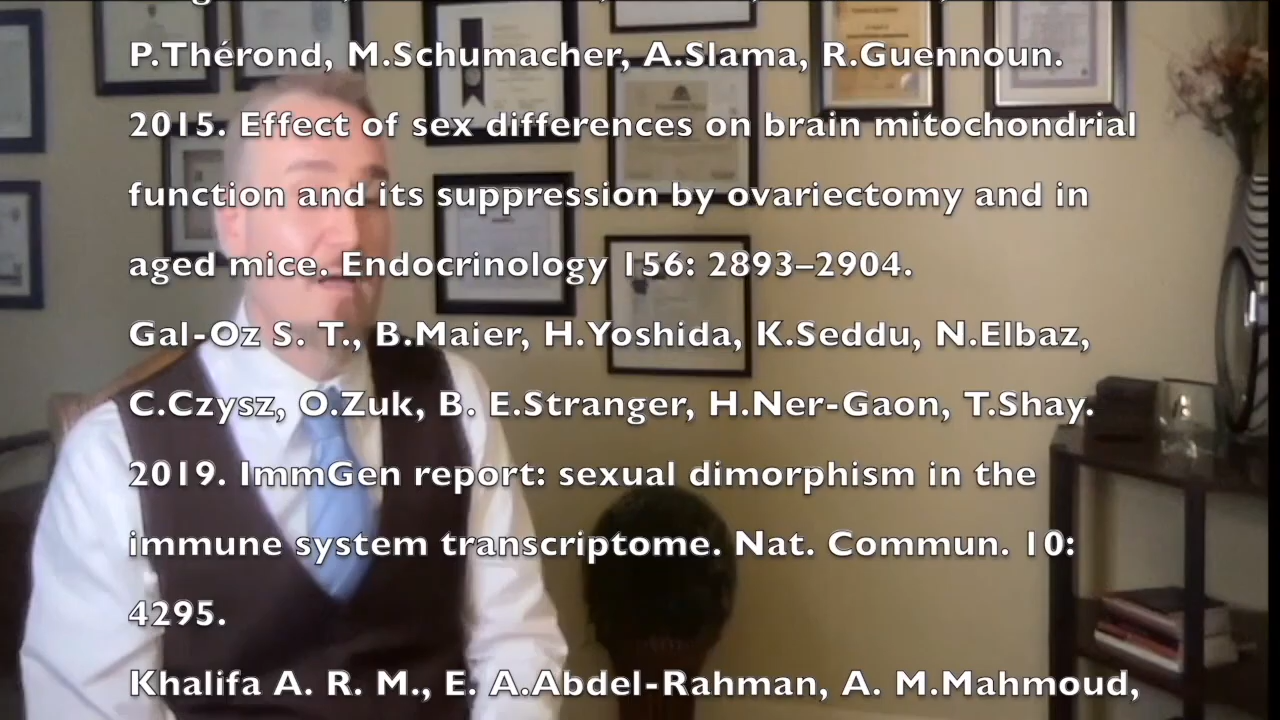 P.Thérond, M.Schumacher, A.Slama, R.Guennoun.
2015. Effect of sex differences on brain mitochondrial
function and its suppression by ovariectomy and in
aged mice. Endocrinology 156: 2893–2904.
Gal-Oz S. T., B.Maier, H.Yoshida, K.Seddu, N.Elbaz,
C.Czysz, O.Zuk, B. E.Stranger, H.Ner-Gaon, T.Shay.
2019. ImmGen report: sexual dimorphism in the
immune system transcriptome. Nat. Commun. 10:
4295.
Khalifa A. R. M., E. A.Abdel-Rahman, A. M.Mahmoud,